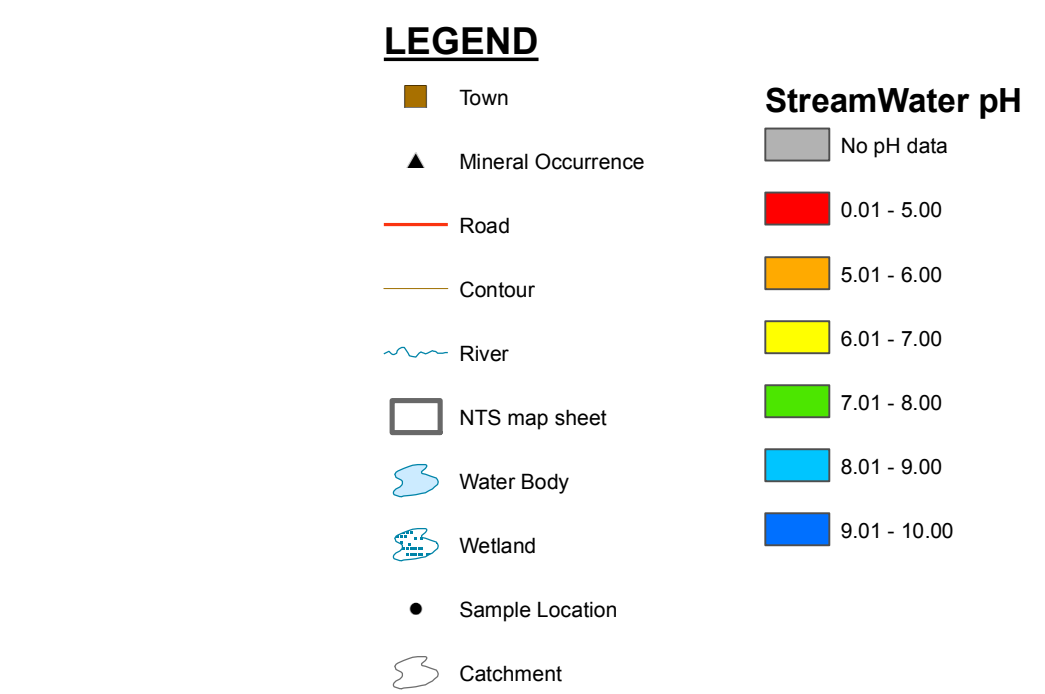 LEGEND
Town
Mineral Occurrence
Road
Contour
River
NTS map sheet
Water Body
Wetland
Sample Location
Catchment
StreamWater pH
No pH data
0.01 - 5.00
5.01 - 6.00
6.01 - 7.00
7.01 - 8.00
8.01 - 9.00
9.01 - 10.00